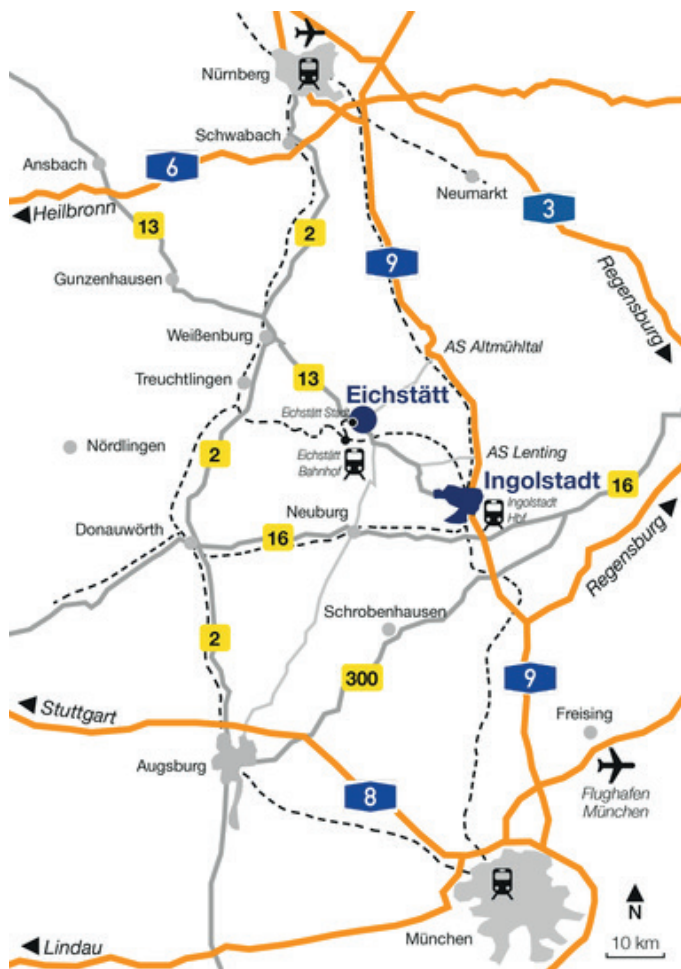 Nürnberg
Schwabach
Ansbach
6
Neumarkt
Heilbronn
3
13
2
9
Gunzenhausen
Regensburg
Weißenburg
AS Altmühltal
Treuchtlingen
13
Eichstätt
Eichstätt Stadt
Nördlingen
2
Eichstätt
Bahnhof
AS Lenting
Ingolstadt
16
Ingolstadt
Hbf
Neuburg
Donauwörth
16
Regensburg
Schrobenhausen
2
300
9
Stuttgart
Freising
Augsburg
8
Flughafen
München
N
München
Lindau
10 km